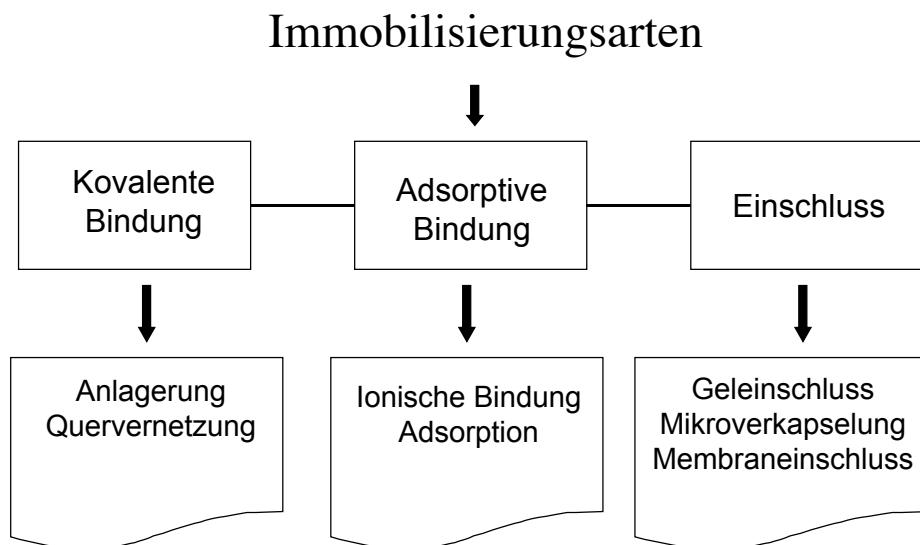 Immobilisierungsarten
Kovalente
Bindung
Adsorptive
Bindung
Einschluss
Anlagerung
Quervernetzung
Ionische Bindung
Adsorption
Geleinschluss
Mikroverkapselung
Membraneinschluss